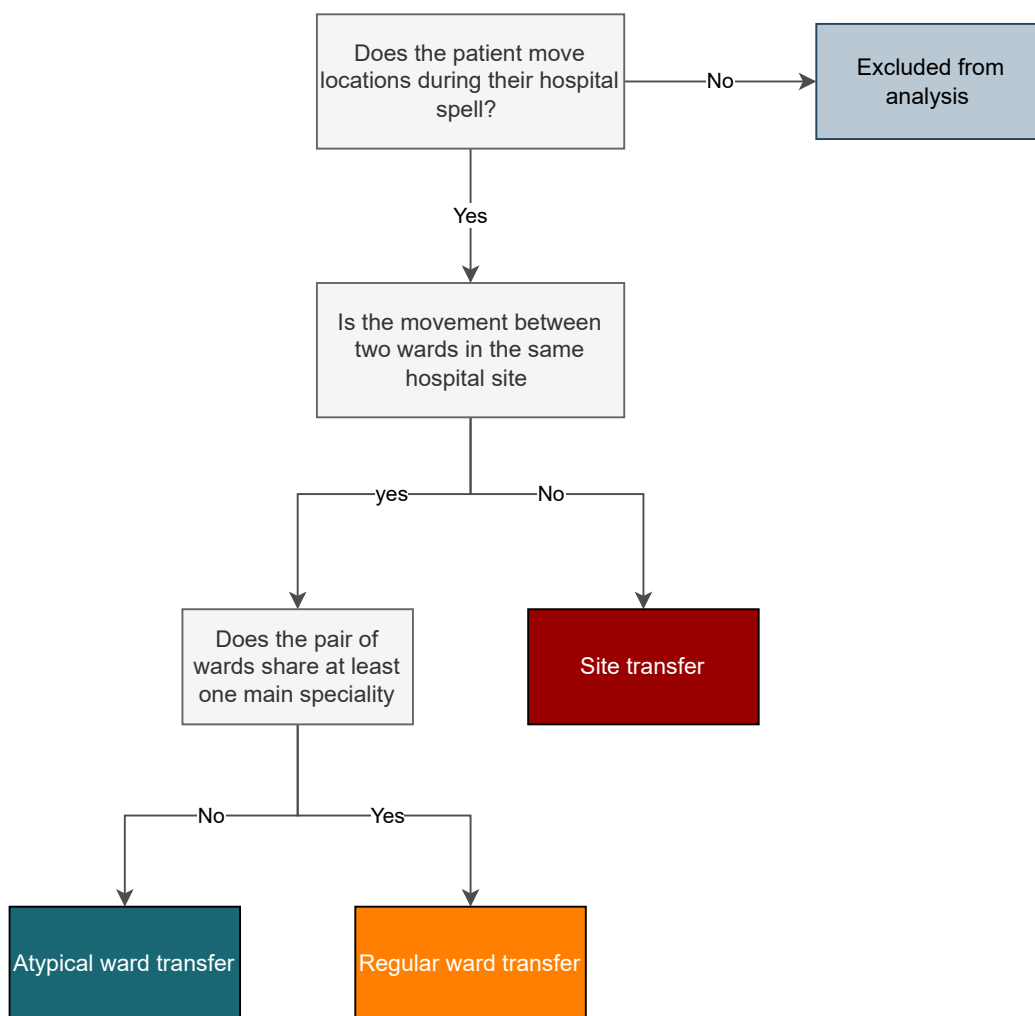 Does the patient move
locations during their hospital
spell?
No
Excluded from
analysis
Yes
Is the movement between
two wards in the same
hospital site
yes
No
Does the pair of
wards share at least
one main speciality
Site transfer
No
Yes
Atypical ward transfer
Regular ward transfer